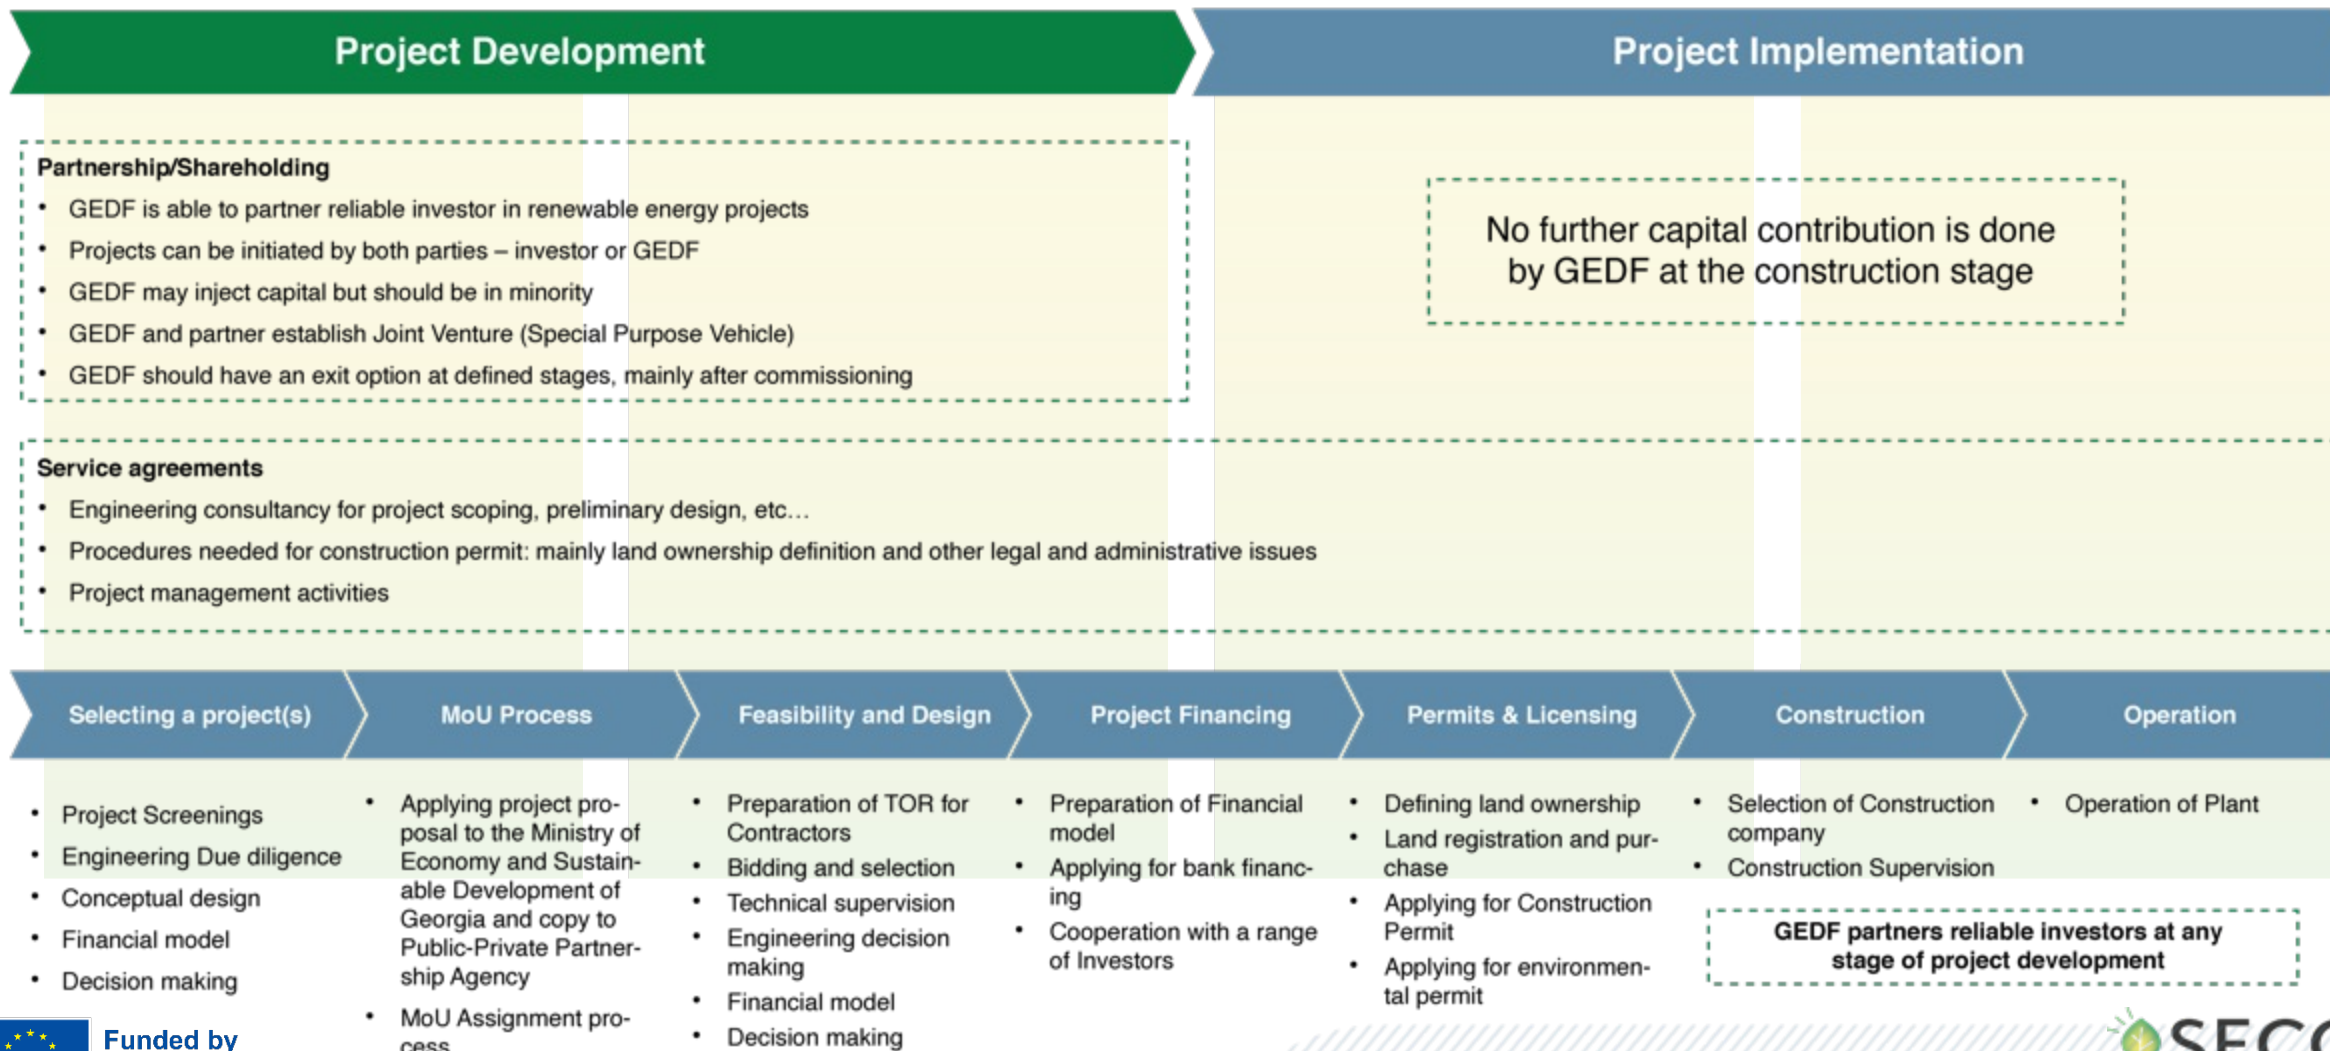 Project Development
Project Implementation
Partnership/Shareholding
• GEDF is able to partner reliable investor in renewable energy projects
• Projects can be initiated by both parties – investor or GEDF
• GEDF may inject capital but should be in minority
• GEDF and partner establish Joint Venture (Special Purpose Vehicle)
• GEDF should have an exit option at defined stages, mainly after commissioning
No further capital contribution is done
by GEDF at the construction stage
Service agreements
• Engineering consultancy for project scoping, preliminary design, etc…
• Procedures needed for construction permit: mainly land ownership definition and other legal and administrative issues
• Project management activities
Selecting a project(s)
MoU Process
Feasibility and Design
Project Financing
Permits & Licensing
Construction
Operation
• Project Screenings
• Engineering Due diligence
• Conceptual design
• Financial model
• Decision making
• Applying project pro-
posal to the Ministry of
Economy and Sustain-
able Development of
Georgia and copy to
Public-Private Partner-
ship Agency
• MoU Assignment pro-
cess
• Preparation of TOR for
Contractors
• Bidding and selection
• Technical supervision
• Engineering decision
making
• Financial model
• Decision making
• Preparation of Financial
model
• Applying for bank financ-
ing
• Cooperation with a range
of Investors
• Defining land ownership
• Land registration and pur-
chase
• Applying for Construction
Permit
• Applying for environmen-
tal permit
• Selection of Construction
company
• Construction Supervision
• Operation of Plant
GEDF partners reliable investors at any
stage of project development
Funded by